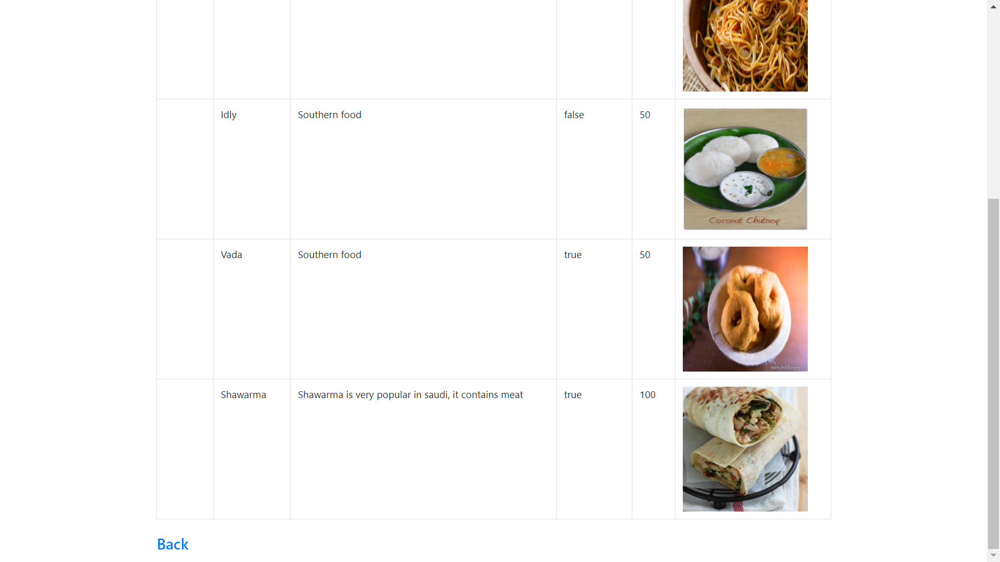 Idly Southern food false 50
Coconut Chutney
Vada Southern food true 50
Shawarma Shawarma is very popular in saudi, it contains meat true 100
Back